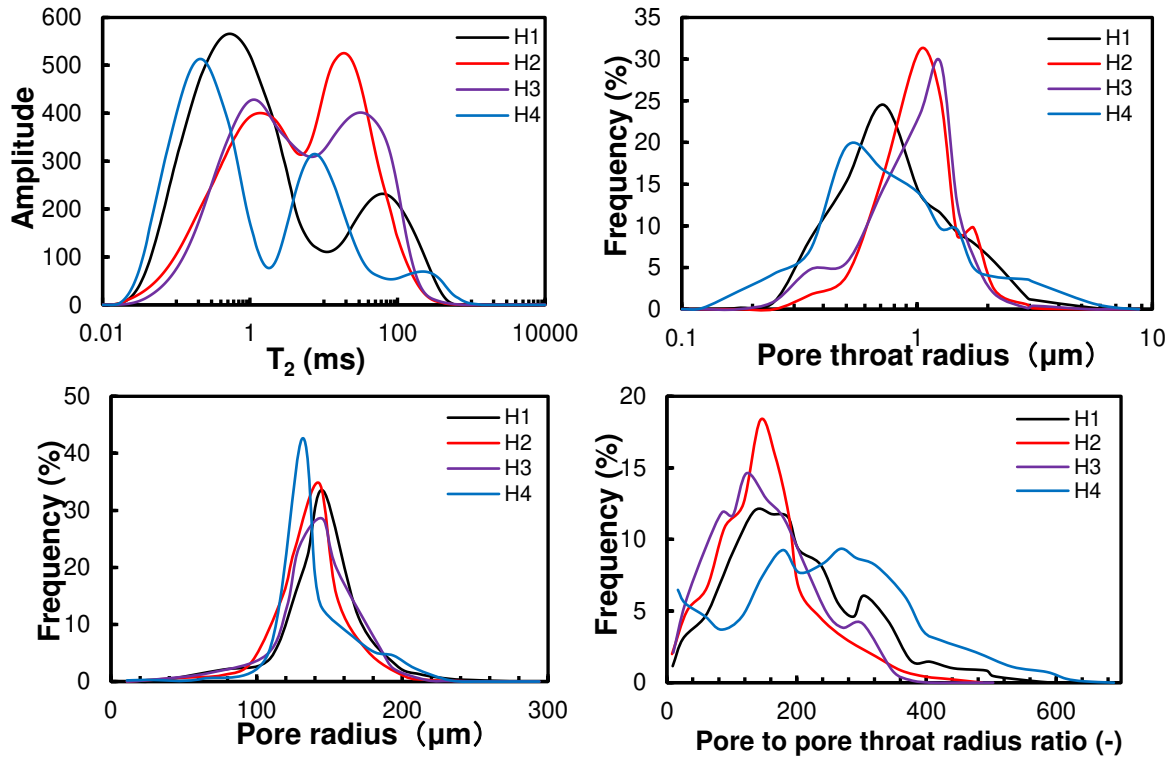 600
500
400
300
200
100
0
Amplitude
0.01
1
100
10000
T₂ (ms)
H1
H2
H3
H4
35
30
25
20
15
10
5
0
Frequency (%)
0.1
1
10
Pore throat radius（μm）
H1
H2
H3
H4
50
40
30
20
10
0
Frequency (%)
0
100
200
300
Pore radius（μm）
H1
H2
H3
H4
20
15
10
5
0
Frequency (%)
0
200
400
600
Pore to pore throat radius ratio (-)
H1
H2
H3
H4